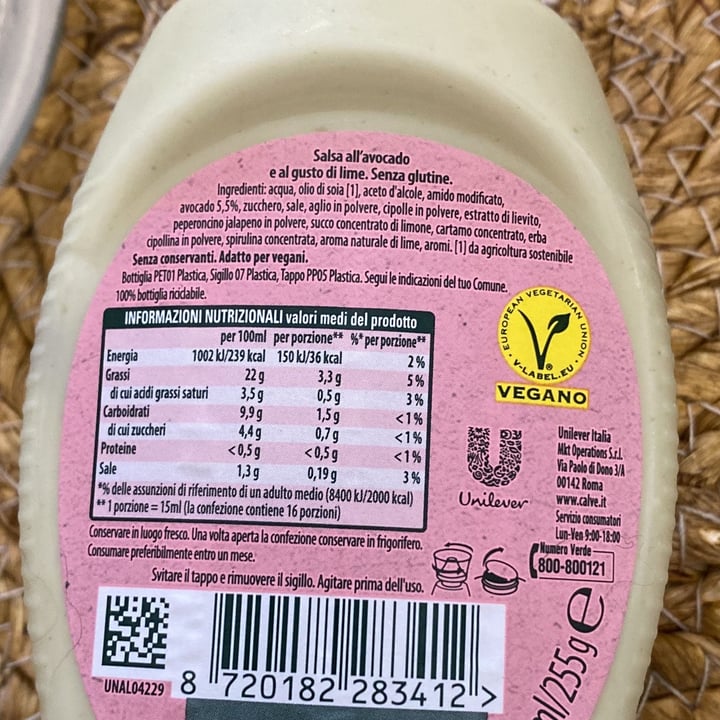 Salsa all'avocado
e al gusto di lime. Senza glutine.
Ingredienti: acqua, olio di soia [1], aceto d'alcole, amido modificato,
avocado 5,5%, zucchero, sale, aglio in polvere, cipolle in polvere, estratto di lievito,
peperoncino jalapeno in polvere, succo concentrato di limone, cartamo concentrato, erba
cipollina in polvere, spirulina concentrata, aroma naturale di lime, aromi. [1] da agricoltura sostenibile
Senza conservanti. Adatto per vegani.
Bottiglia PET01 Plastica, Sigillo 07 Plastica, Tappo PP05 Plastica. Segui le indicazioni del tuo Comune.
100% bottiglia riciclabile.
INFORMAZIONI NUTRIZIONALI valori medi del prodotto
per 100ml per porzione** %* per porzione**
Energia 1002 kJ/239 kcal 150 kJ/36 kcal 2%
Grassi 22 g 3,3 g 5%
di cui acidi grassi saturi 3,5 g 0,5 g 3%
Carboidrati 9,9 g 1,5 g <1%
di cui zuccheri 4,4 g 0,7 g <1%
Proteine <0,5 g <0,5 g <1%
Sale 1,3 g 0,19 g 3%
*% delle assunzioni di riferimento di un adulto medio (8400 kJ/2000 kcal)
**1 porzione = 15ml (la confezione contiene 16 porzioni)
Conservare in luogo fresco. Una volta aperta la confezione conservare in frigorifero.
Consumare preferibilmente entro un mese.
Svitare il tappo e rimuovere il sigillo. Agitare prima dell'uso.
EUROPEAN VEGETARIAN UNION
V-LABEL.EU
VEGANO
Unilever
Unilever Italia
Mkt Operations S.r.l.
Via Paolo di Dono 3/A
00142 Roma
www.calve.it
Servizio consumatori
Lun-Ven 9:00-18:00
Numero Verde
800-800121
UNAL04229
8 720182 283412 >
ml/255g e